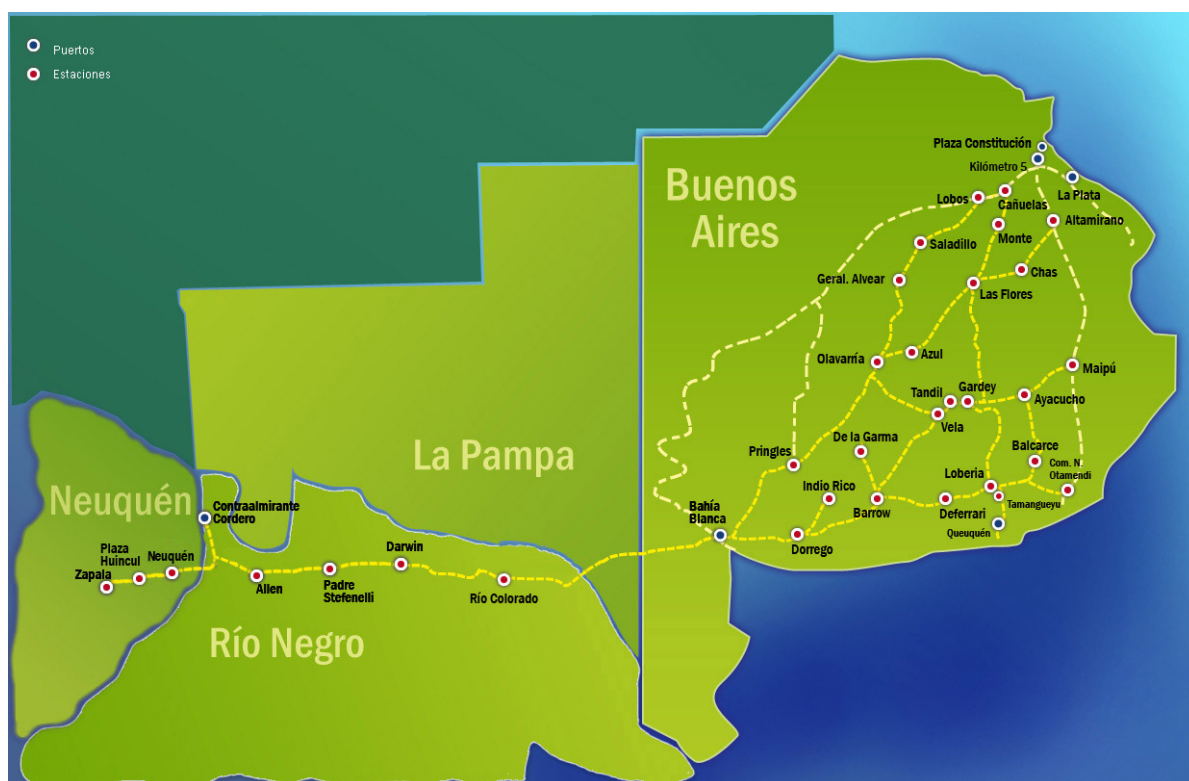 Puertos
Estaciones
Plaza Constitución
Kilómetro 5
Buenos
Aires
La Plata
Lobos
Cañuelas
Altamirano
Monte
Saladillo
Chas
Geral. Alvear
Las Flores
Olavarría
Azul
Maipú
Tandil
Gardey
Ayacucho
Vela
De la Garma
La Pampa
Pringles
Balcarce
Com. N.
Otamendi
Loberia
Indio Rico
Neuquén
Contraalmirante
Cordero
Bahía
Blanca
Barrow
Deferrari
Tamangueyu
Queuquén
Dorrego
Plaza
Huincul
Neuquén
Zapala
Darwin
Allen
Padre
Stefenelli
Río Colorado
Río Negro